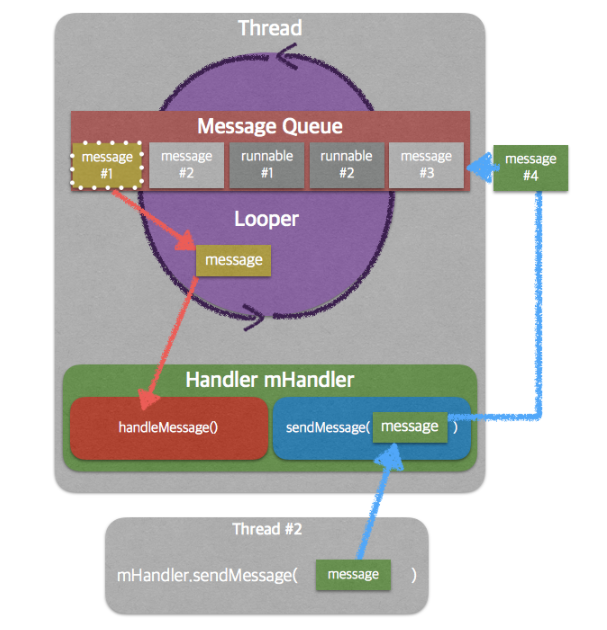 Thread
Message Queue
message
#1
message
#2
runnable
#1
runnable
#2
message
#3
message
#4
Looper
message
Handler mHandler
handleMessage()
sendMessage( message )
Thread #2
mHandler.sendMessage( message )